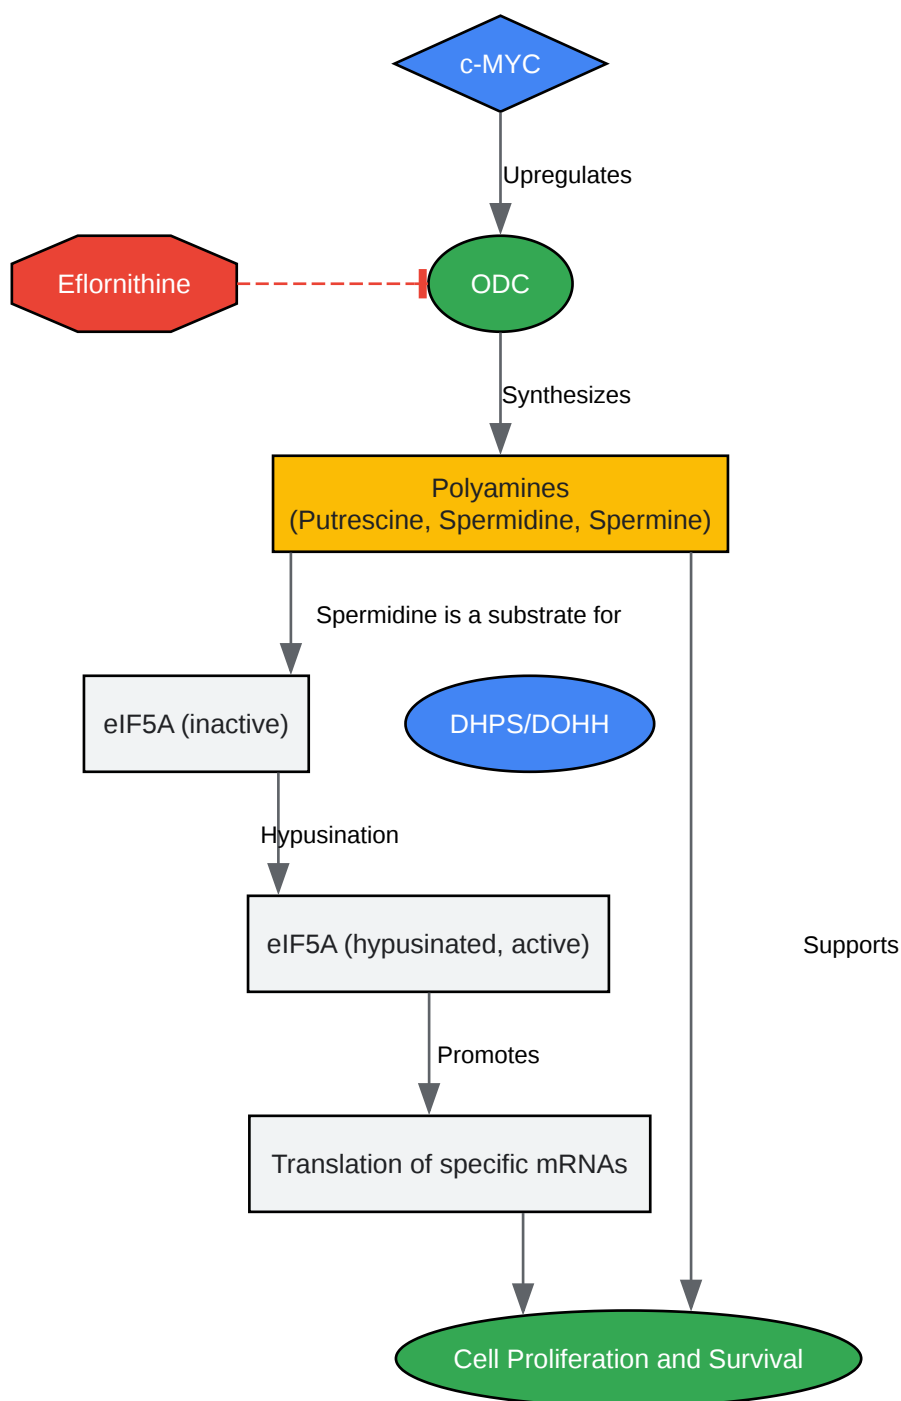 c-MYC
Upregulates
Eflornithine
ODC
Synthesizes
Polyamines
(Putrescine, Spermidine, Spermine)
Spermidine is a substrate for
eIF5A (inactive)
DHPS/DOHH
Hypusination
eIF5A (hypusinated, active)
Supports
Promotes
Translation of specific mRNAs
Cell Proliferation and Survival